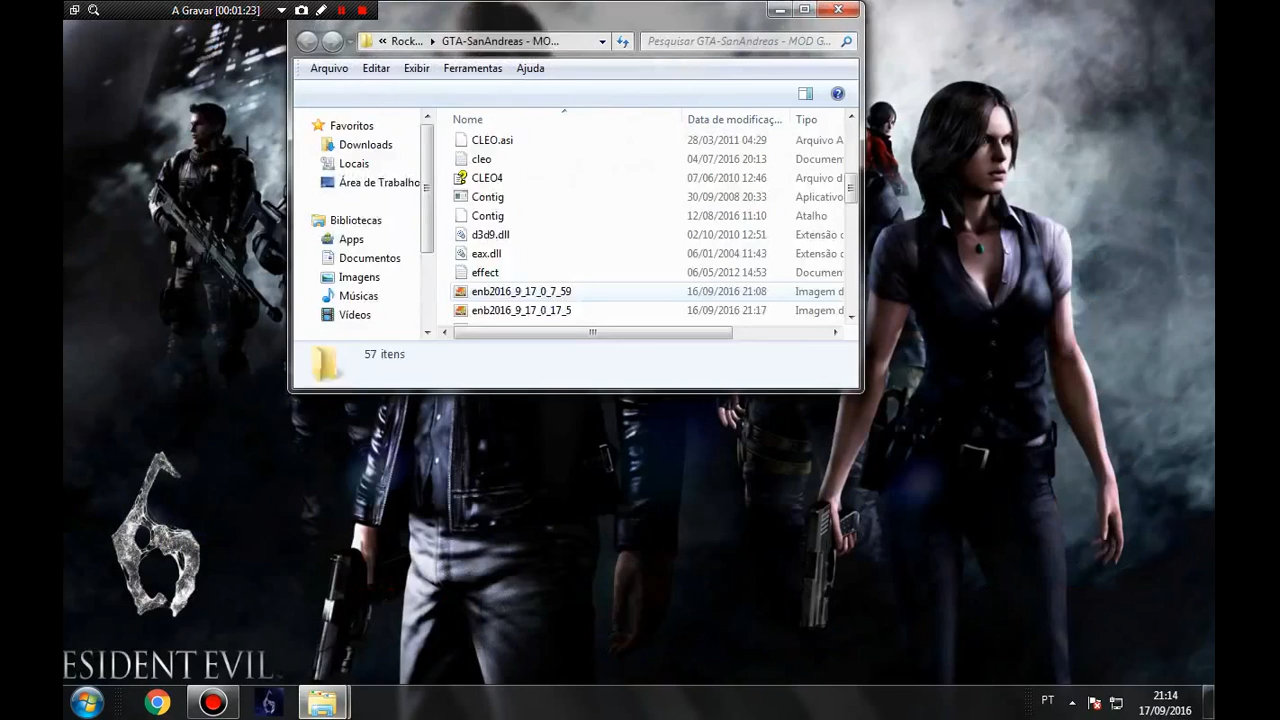 A Gravar [00:01:23]
« Rock... ▸ GTA-SanAndreas - MO...
Pesquisar GTA-SanAndreas - MOD G...
Arquivo Editar Exibir Ferramentas Ajuda
Favoritos
Downloads
Locais
Área de Trabalho
Bibliotecas
Apps
Documentos
Imagens
Músicas
Vídeos
Nome Data de modificaç... Tipo
CLEO.asi 28/03/2011 04:29 Arquivo A
cleo 04/07/2016 20:13 Documen
CLEO4 07/06/2010 12:46 Arquivo d
Contig 30/09/2008 20:33 Aplicativo
Contig 12/08/2016 11:10 Atalho
d3d9.dll 02/10/2010 12:51 Extensão d
eax.dll 06/01/2004 11:43 Extensão d
effect 06/05/2012 14:53 Documen
enb2016_9_17_0_7_59 16/09/2016 21:08 Imagem d
enb2016_9_17_0_17_5 16/09/2016 21:17 Imagem d
57 itens
6
ESIDENT EVIL
PT
21:14
17/09/2016